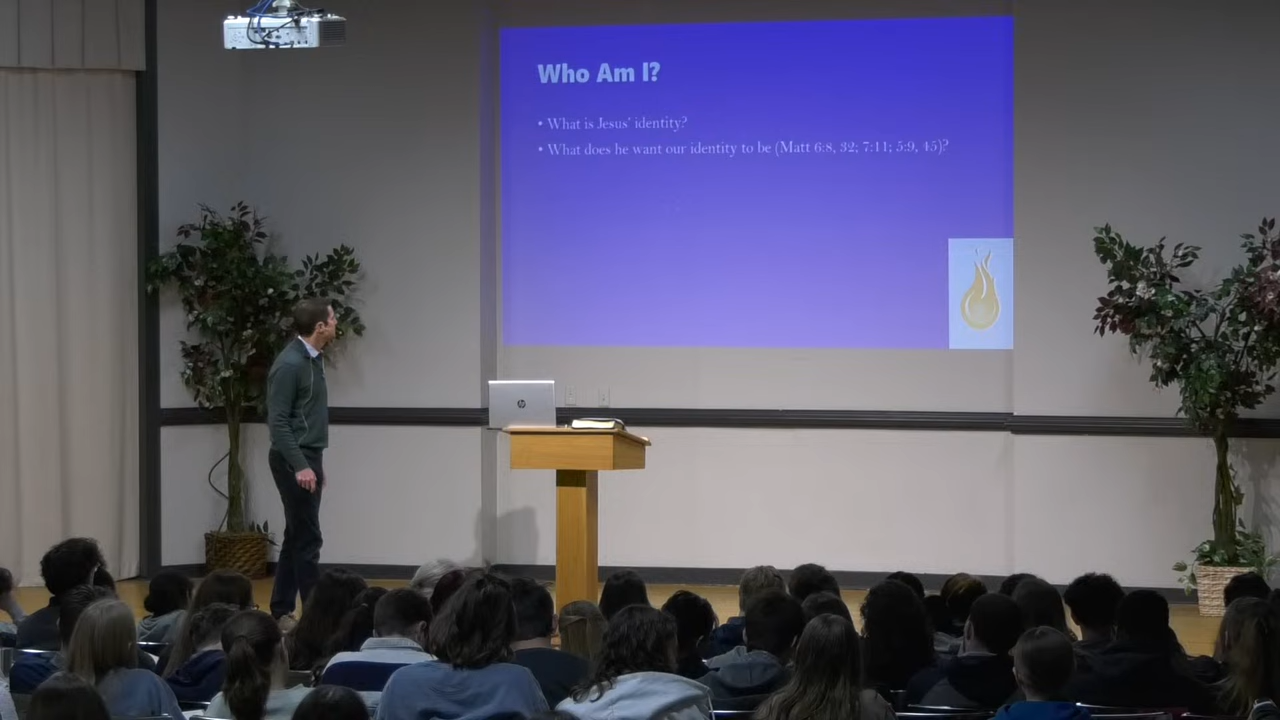 Who Am I?
• What is Jesus' identity?
• What does he want our identity to be (Matt 6:8, 32; 7:11; 5:9, 45)?
hp